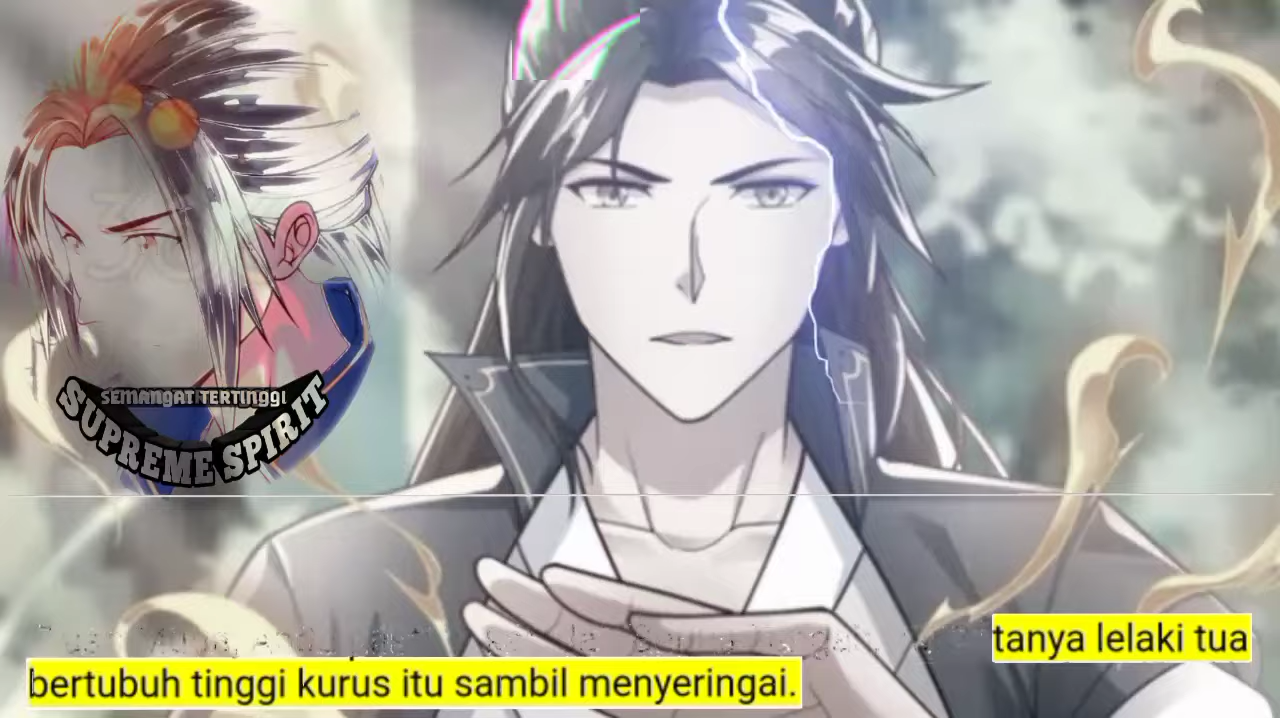 SEMANGAT TERTINGGI
SUPREME SPIRIT
tanya lelaki tua
bertubuh tinggi kurus itu sambil menyeringai.